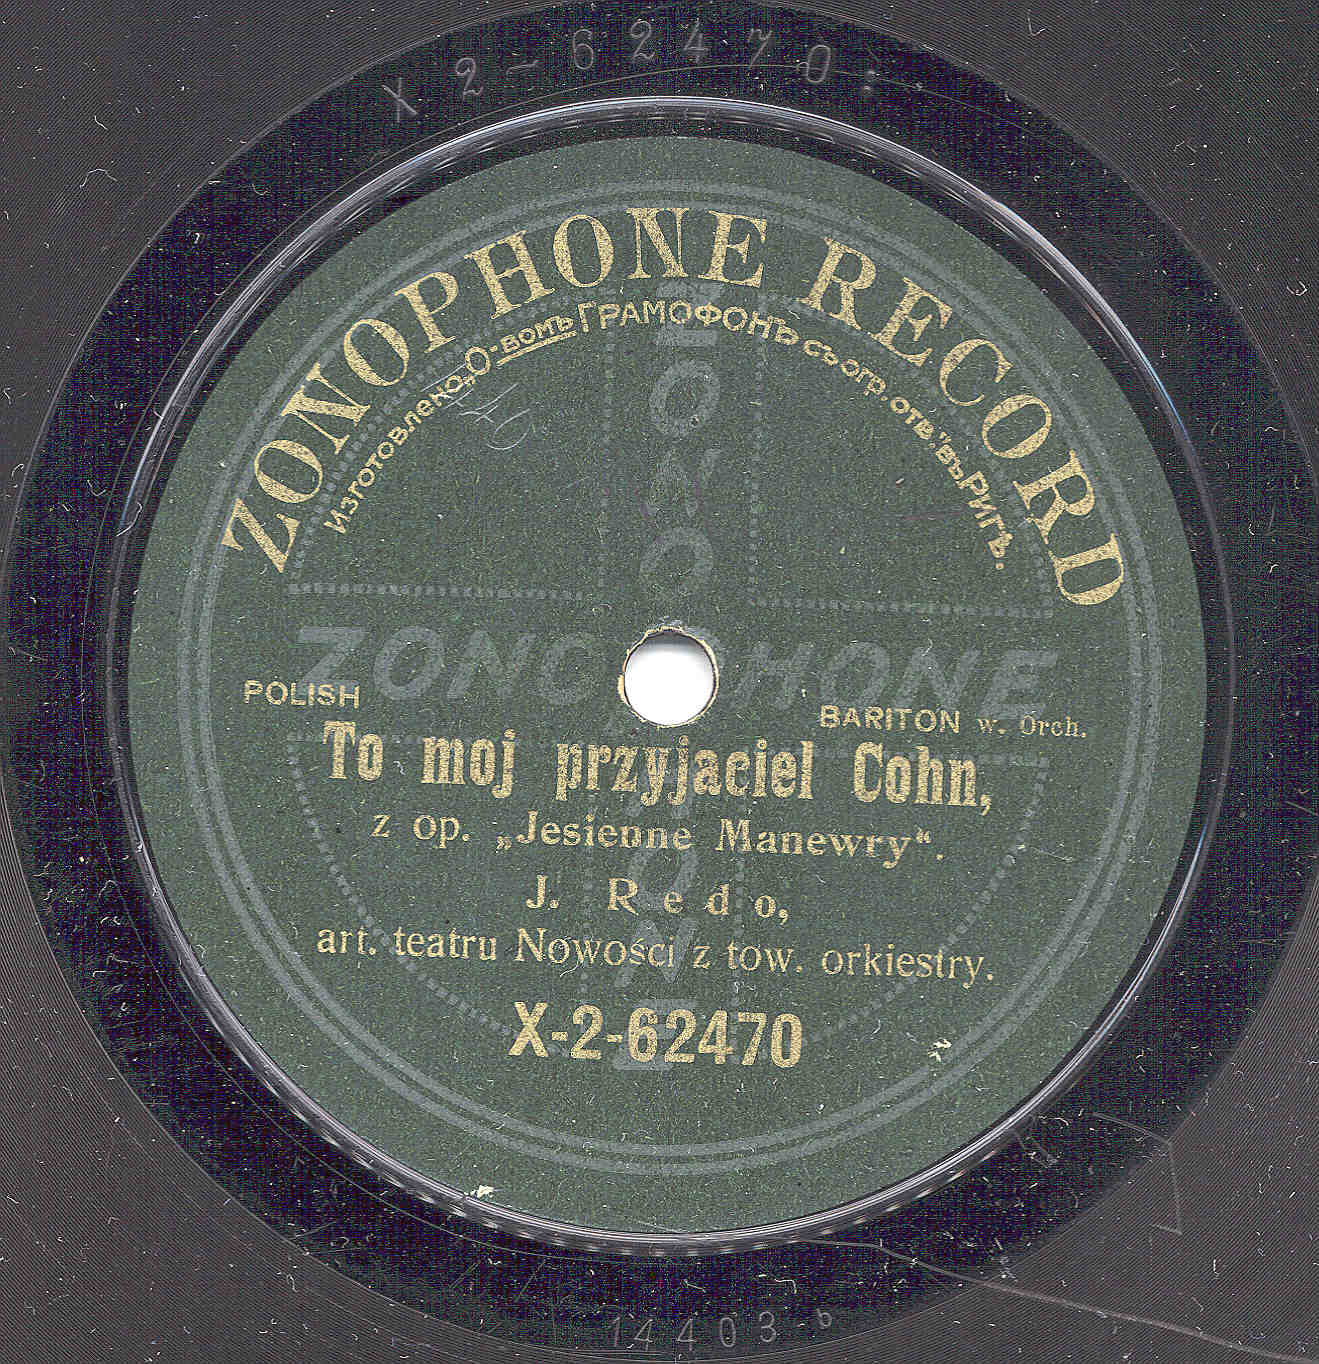 X 2-62470
ZONOPHONE RECORD
Изготовлено „О-вомъ ГРАМОФОНЪ съ огр. отв." въ Ригѣ.
ZONOPHONE
ZONOPHONE
POLISH
BARITON w. Orch.
To moj przyjaciel Cohn,
z op. „Jesienne Manewry“.
J. Redo,
art. teatru Nowości z tow. orkiestry.
X-2-62470
14403 b